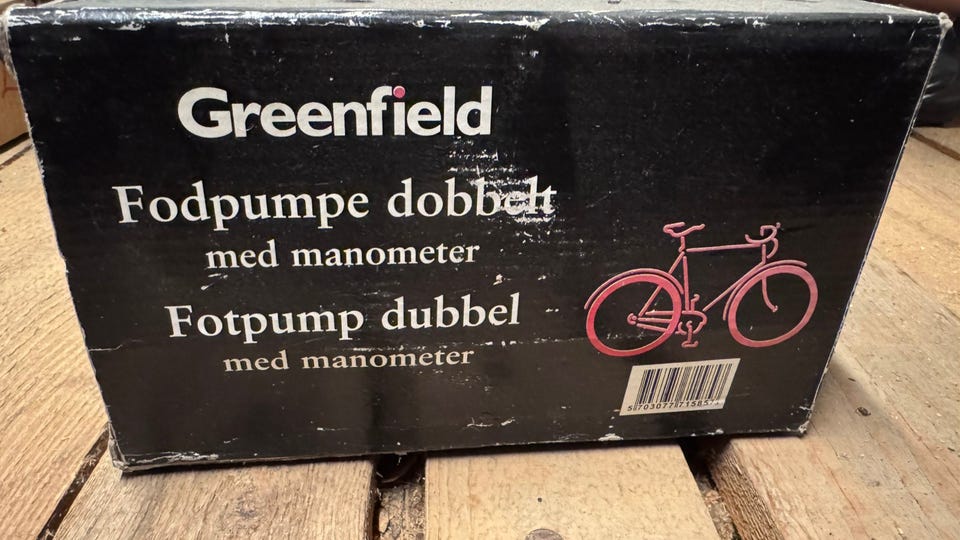 Greenfield
Fodpumpe dobbelt
med manometer
Fotpump dubbel
med manometer